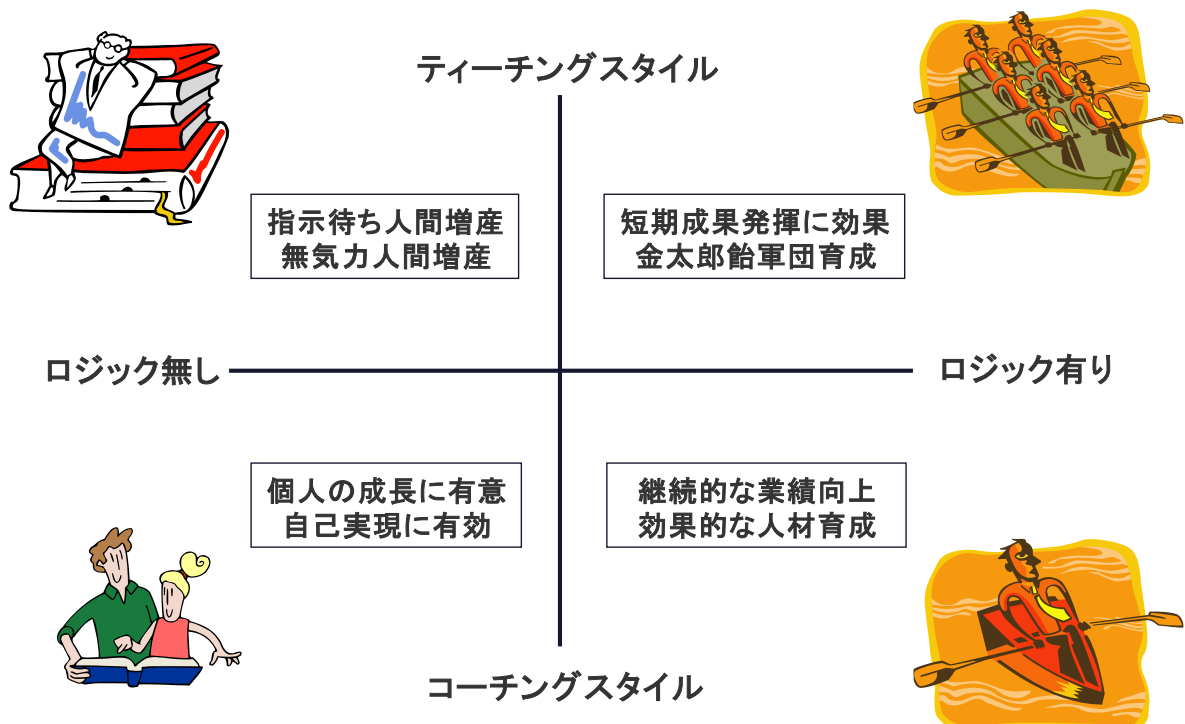 ティーチングスタイル
指示待ち人間増産
無気力人間増産
短期成果発揮に効果
金太郎飴軍団育成
ロジック無し
ロジック有り
個人の成長に有意
自己実現に有効
継続的な業績向上
効果的な人材育成
コーチングスタイル